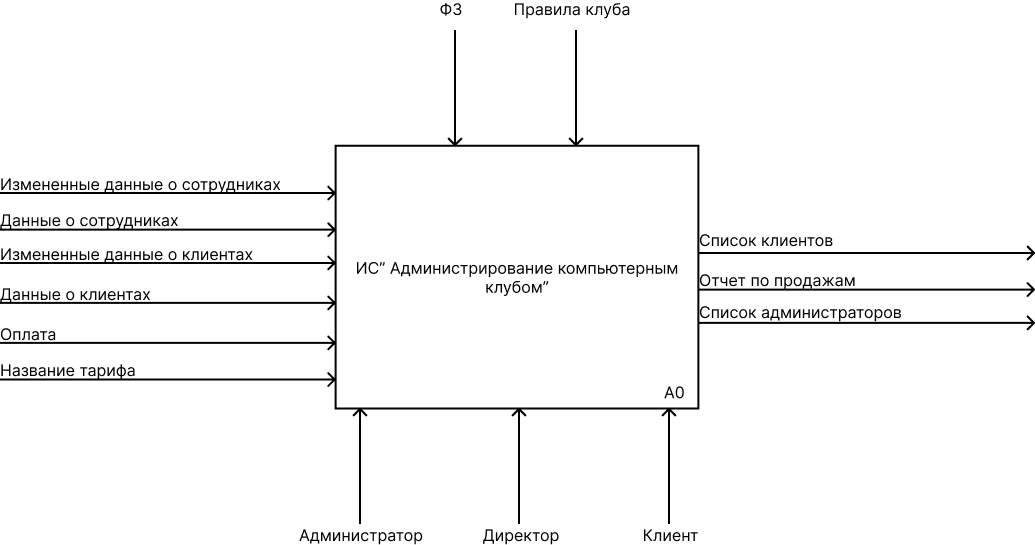 ФЗ
Правила клуба
Измененные данные о сотрудниках
Данные о сотрудниках
Измененные данные о клиентах
Данные о клиентах
Оплата
Название тарифа
ИС” Администрирование компьютерным
клубом”
A0
Список клиентов
Отчет по продажам
Список администраторов
Администратор
Директор
Клиент